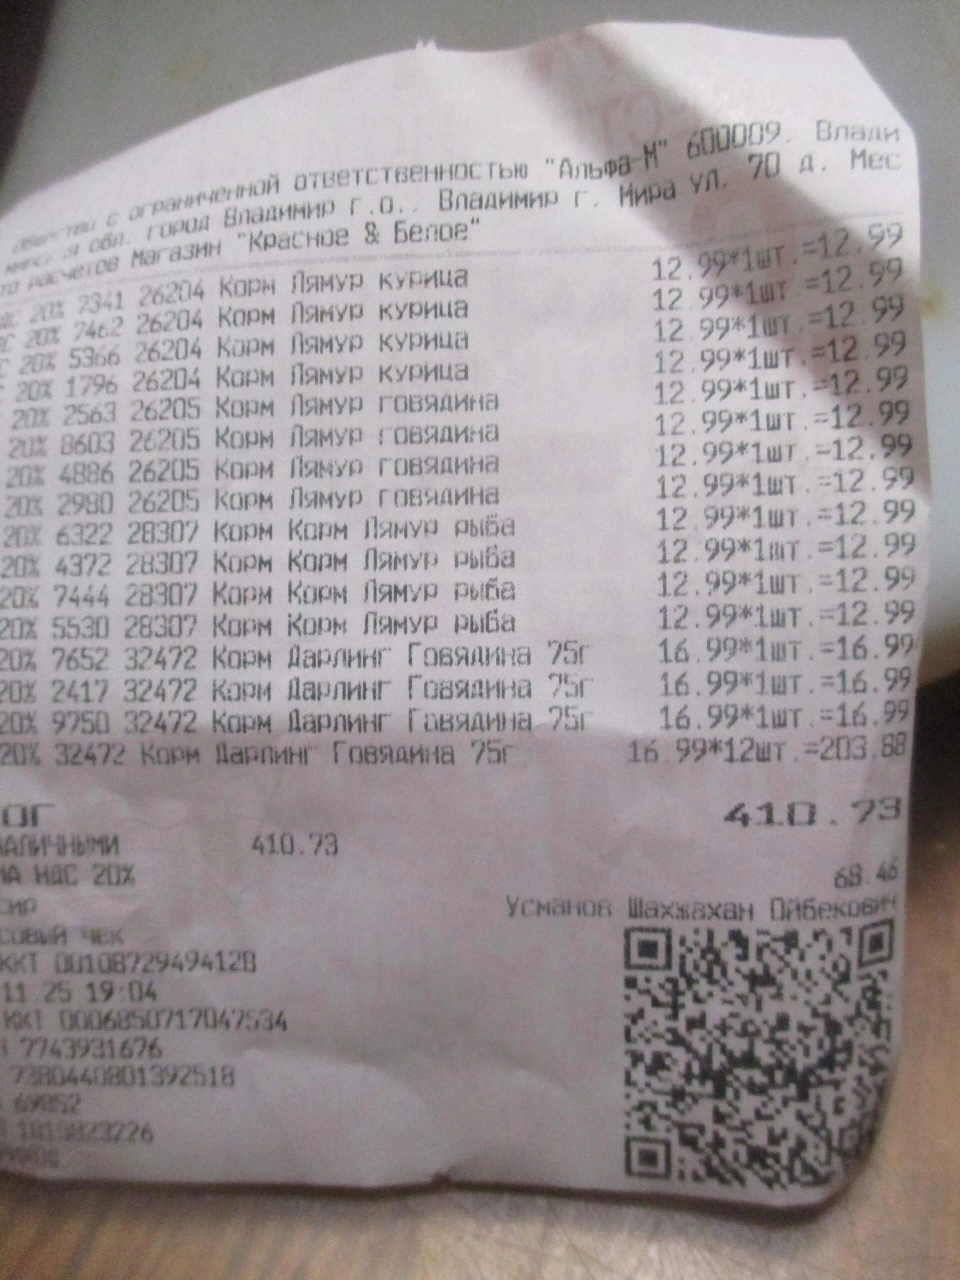 Общество с ограниченной ответственностью "Альфа-М" 600009. Влади
мирская обл. город Владимир г.о.. Владимир г. Мира ул. 70 д. Мес
то расчетов Магазин "Красное & Белое"
20% 7341 26204 Корм Лямур курица 12.99*1шт.=12.99
20% 7462 26204 Корм Лямур курица 12.99*1шт.=12.99
20% 5366 26204 Корм Лямур курица 12.99*1шт.=12.99
20% 1796 26204 Корм Лямур курица 12.99*1шт.=12.99
20% 2563 26205 Корм Лямур говядина 12.99*1шт.=12.99
20% 8603 26205 Корм Лямур говядина 12.99*1шт.=12.99
20% 4886 26205 Корм Лямур говядина 12.99*1шт.=12.99
20% 2980 26205 Корм Лямур говядина 12.99*1шт.=12.99
20% 6322 28307 Корм Корм Лямур рыба 12.99*1шт.=12.99
20% 4372 28307 Корм Корм Лямур рыба 12.99*1шт.=12.99
20% 7444 28307 Корм Корм Лямур рыба 12.99*1шт.=12.99
20% 5530 28307 Корм Корм Лямур рыба 12.99*1шт.=12.99
20% 7652 32472 Корм Дарлинг Говядина 75г 16.99*1шт.=16.99
20% 2417 32472 Корм Дарлинг Говядина 75г 16.99*1шт.=16.99
20% 9750 32472 Корм Дарлинг Говядина 75г 16.99*1шт.=16.99
20% 32472 Корм Дарлинг Говядина 75г 16.99*12шт.=203.88
ОГ 410.73
АЛИЧНЫМИ 410.73
НА НДС 20% 68.46
СИР Усманов Шахжахан Ойбекович
СОВЫЙ ЧЕК
ККТ 00108729494120
11.25 19:04
ККТ 0006850717047534
7743931676
7380440801392518
69852